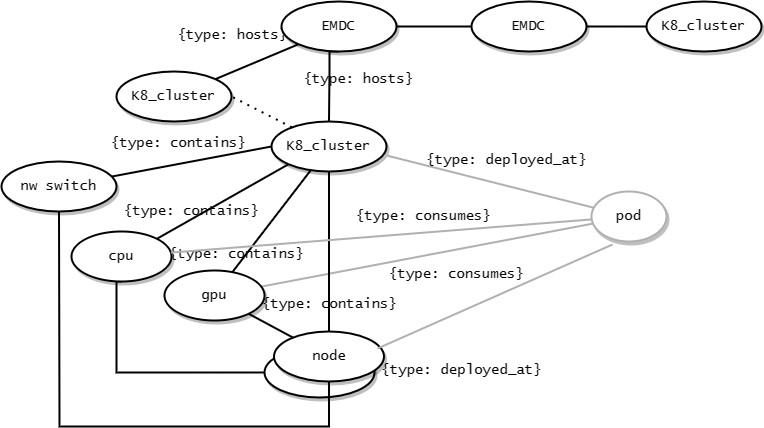 EMDC
EMDC
K8_cluster
{type: hosts}
{type: hosts}
K8_cluster
{type: contains}
K8_cluster
{type: deployed_at}
nw switch
{type: contains}
{type: consumes}
pod
cpu
{type: contains}
{type: consumes}
gpu
{type: contains}
node
{type: deployed_at}